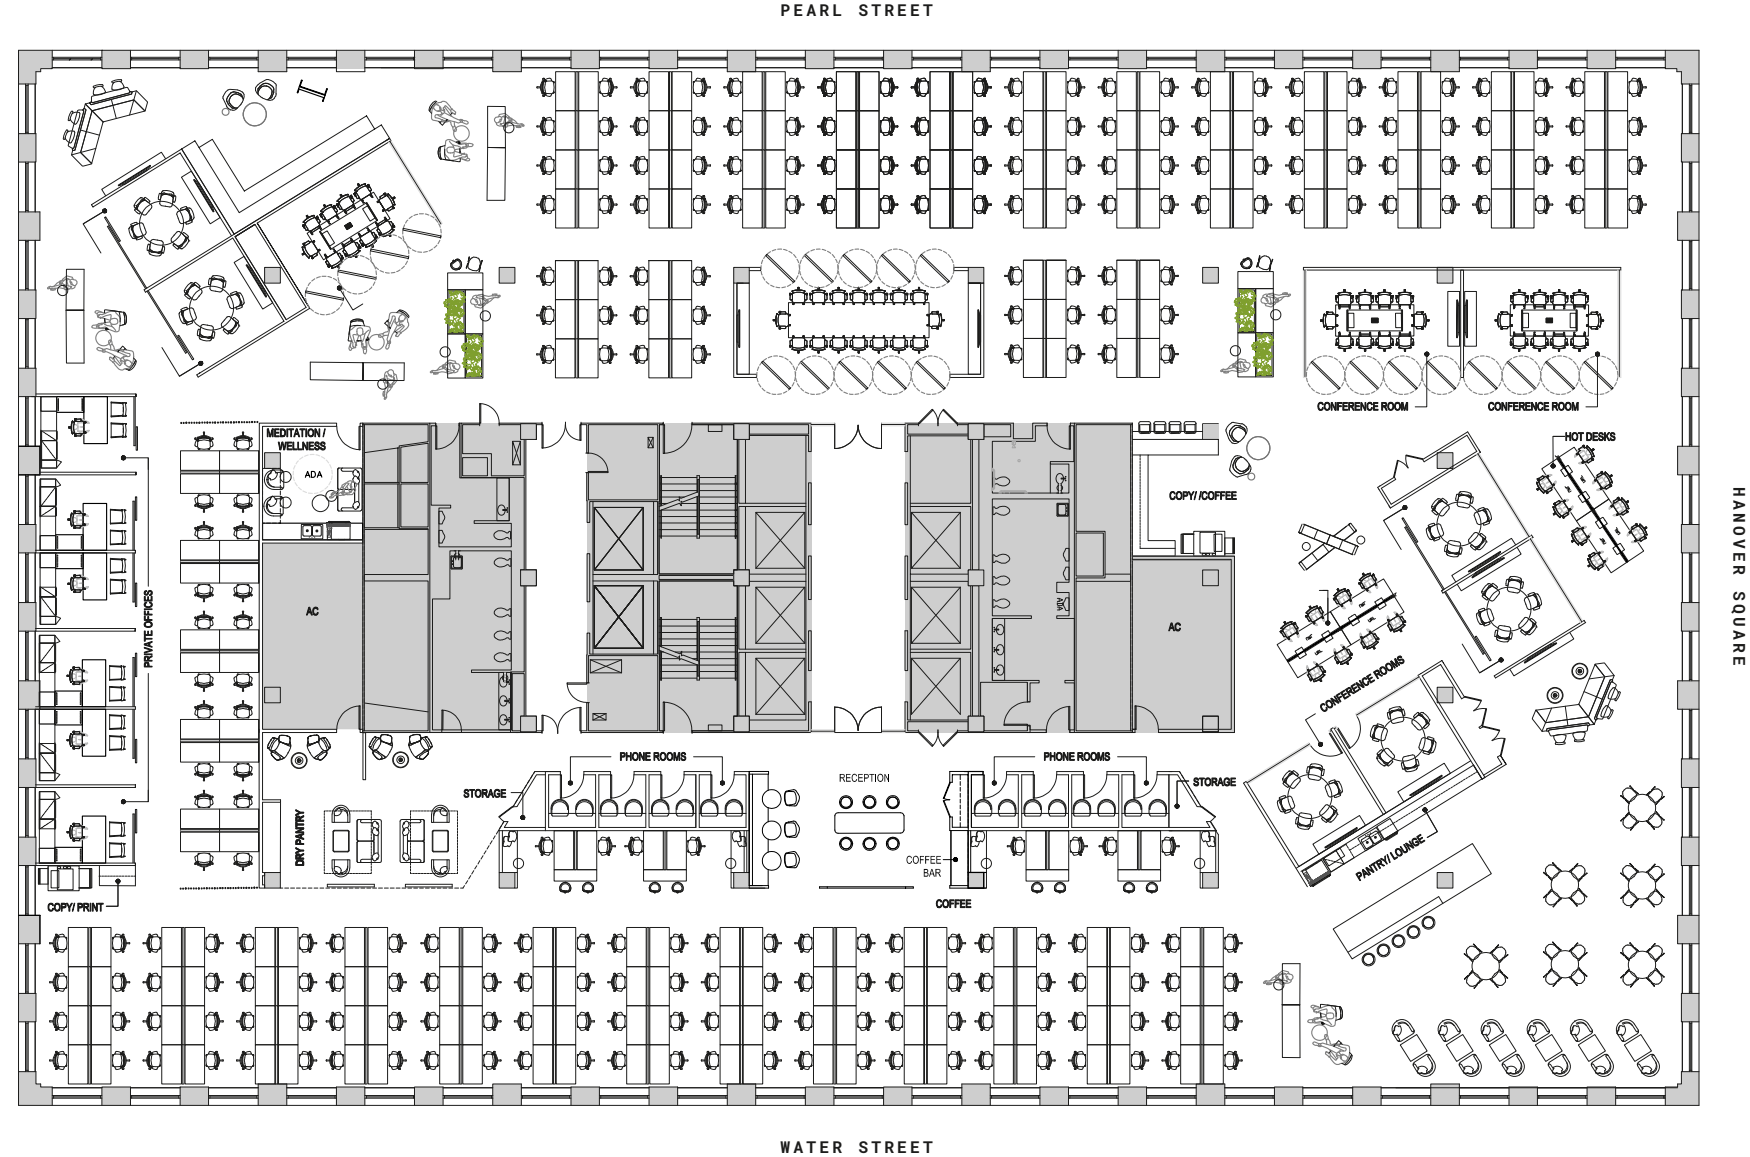 PEARL STREET
CONFERENCE ROOM
CONFERENCE ROOM
MEDITATION /
WELLNESS
ADA
HOT DESKS
COPY/ /COFFEE
HANOVER SQUARE
PRIVATE OFFICES
AC
ADA
AC
CONFERENCE ROOMS
PHONE ROOMS
PHONE ROOMS
RECEPTION
STORAGE
STORAGE
DRY PANTRY
COFFEE
BAR
PANTRY/ LOUNGE
COPY/ PRINT
COFFEE
WATER STREET